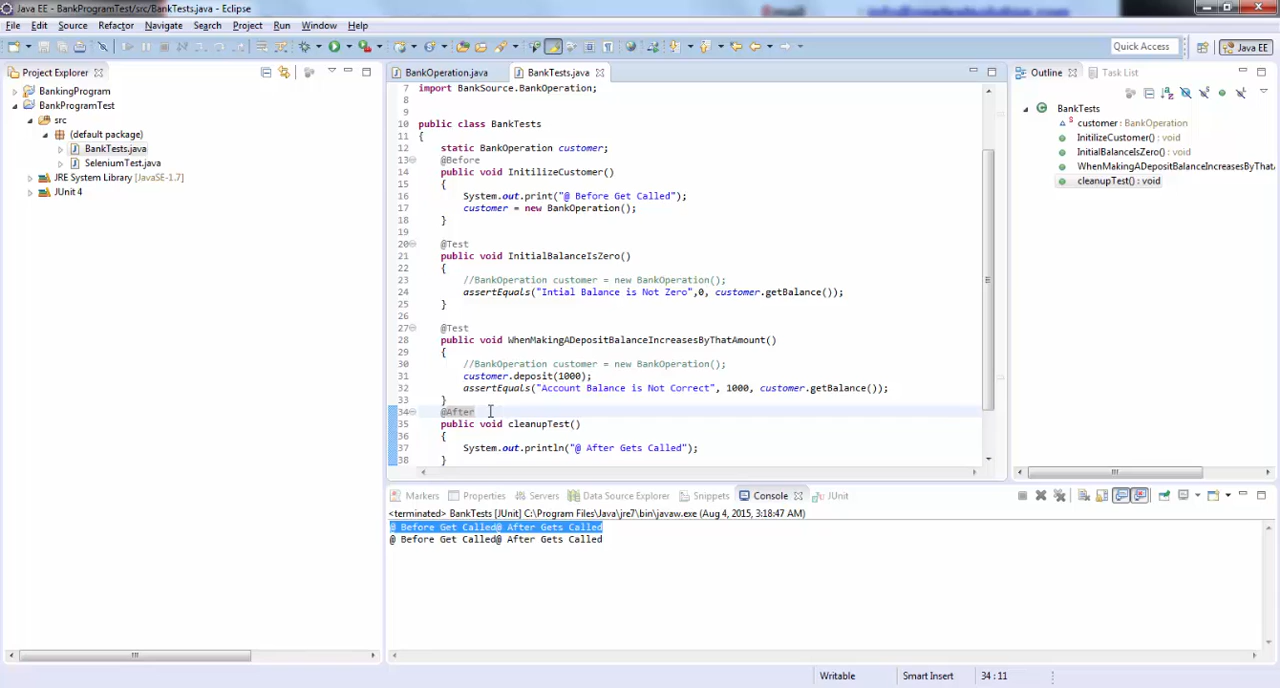 Java EE - BankProgramTest/src/BankTests.java - Eclipse
File Edit Source Refactor Navigate Search Project Run Window Help
Quick Access Java EE
Project Explorer
BankingProgram
BankProgramTest
src
(default package)
BankTests.java
SeleniumTest.java
JRE System Library [JavaSE-1.7]
JUnit 4
BankOperation.java BankTests.java
7 import BankSource.BankOperation;
8
9
10 public class BankTests
11 {
12 static BankOperation customer;
13 @Before
14 public void InitilizeCustomer()
15 {
16 System.out.print("@ Before Get Called");
17 customer = new BankOperation();
18 }
19
20 @Test
21 public void InitialBalanceIsZero()
22 {
23 //BankOperation customer = new BankOperation();
24 assertEquals("Intial Balance is Not Zero",0, customer.getBalance());
25 }
26
27 @Test
28 public void WhenMakingADepositBalanceIncreasesByThatAmount()
29 {
30 //BankOperation customer = new BankOperation();
31 customer.deposit(1000);
32 assertEquals("Account Balance is Not Correct", 1000, customer.getBalance());
33 }
34 @After
35 public void cleanupTest()
36 {
37 System.out.println("@ After Gets Called");
38 }
Outline Task List
BankTests
customer : BankOperation
InitilizeCustomer() : void
InitialBalanceIsZero() : void
WhenMakingADepositBalanceIncreasesByThatA
cleanupTest() : void
Markers Properties Servers Data Source Explorer Snippets Console JUnit
<terminated> BankTests [JUnit] C:\Program Files\Java\jre7\bin\javaw.exe (Aug 4, 2015, 3:18:47 AM)
@ Before Get Called@ After Gets Called
@ Before Get Called@ After Gets Called
Writable Smart Insert 34 : 11